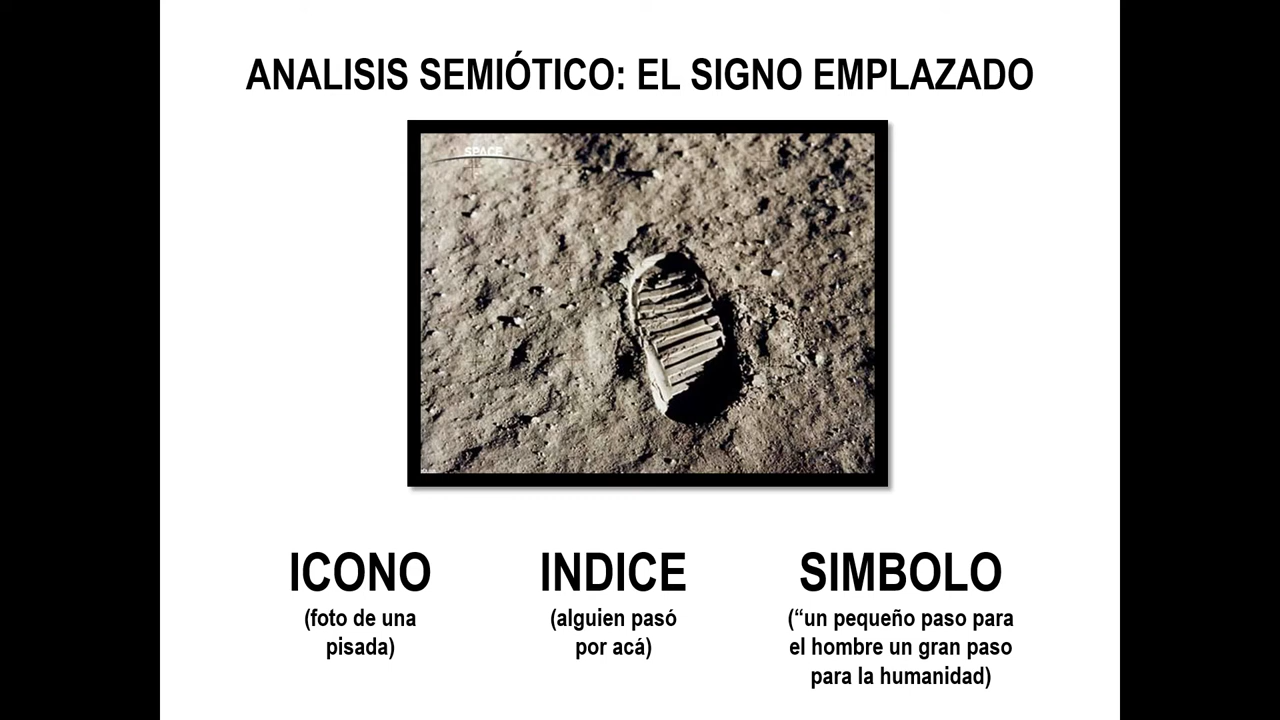 ANALISIS SEMIÓTICO: EL SIGNO EMPLAZADO
SPACE
ICONO
(foto de una
pisada)
INDICE
(alguien pasó
por acá)
SIMBOLO
(“un pequeño paso para
el hombre un gran paso
para la humanidad)